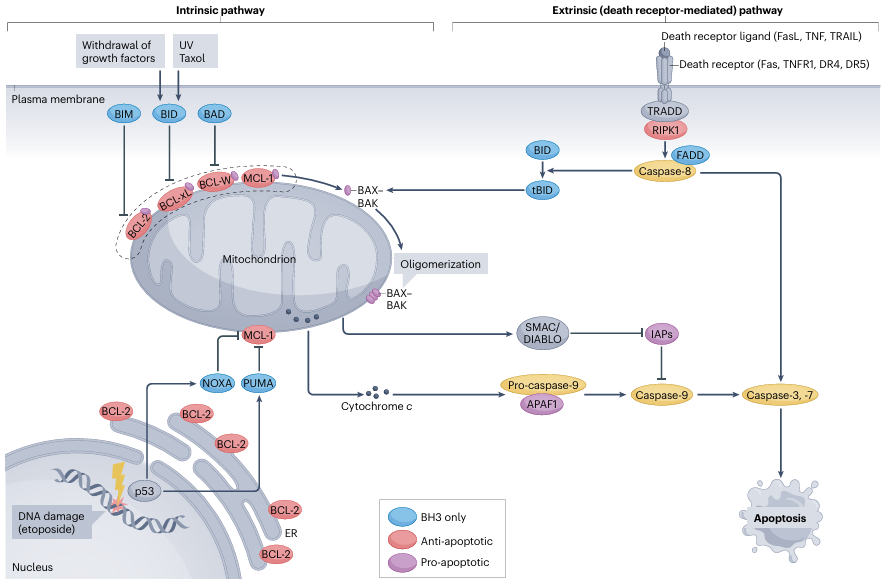 Intrinsic pathway
Extrinsic (death receptor-mediated) pathway
Withdrawal of
growth factors
UV
Taxol
Death receptor ligand (FasL, TNF, TRAIL)
Death receptor (Fas, TNFR1, DR4, DR5)
Plasma membrane
BIM
BID
BAD
TRADD
RIPK1
FADD
Caspase-8
BID
tBID
BCL-2
BCL-xL
BCL-W
MCL-1
BAX–
BAK
Mitochondrion
Oligomerization
BAX–
BAK
MCL-1
SMAC/
DIABLO
IAPs
NOXA
PUMA
Cytochrome c
Pro-caspase-9
APAF1
Caspase-9
Caspase-3, -7
BCL-2
BCL-2
BCL-2
p53
DNA damage
(etoposide)
BCL-2
ER
BCL-2
Nucleus
Apoptosis
BH3 only
Anti-apoptotic
Pro-apoptotic